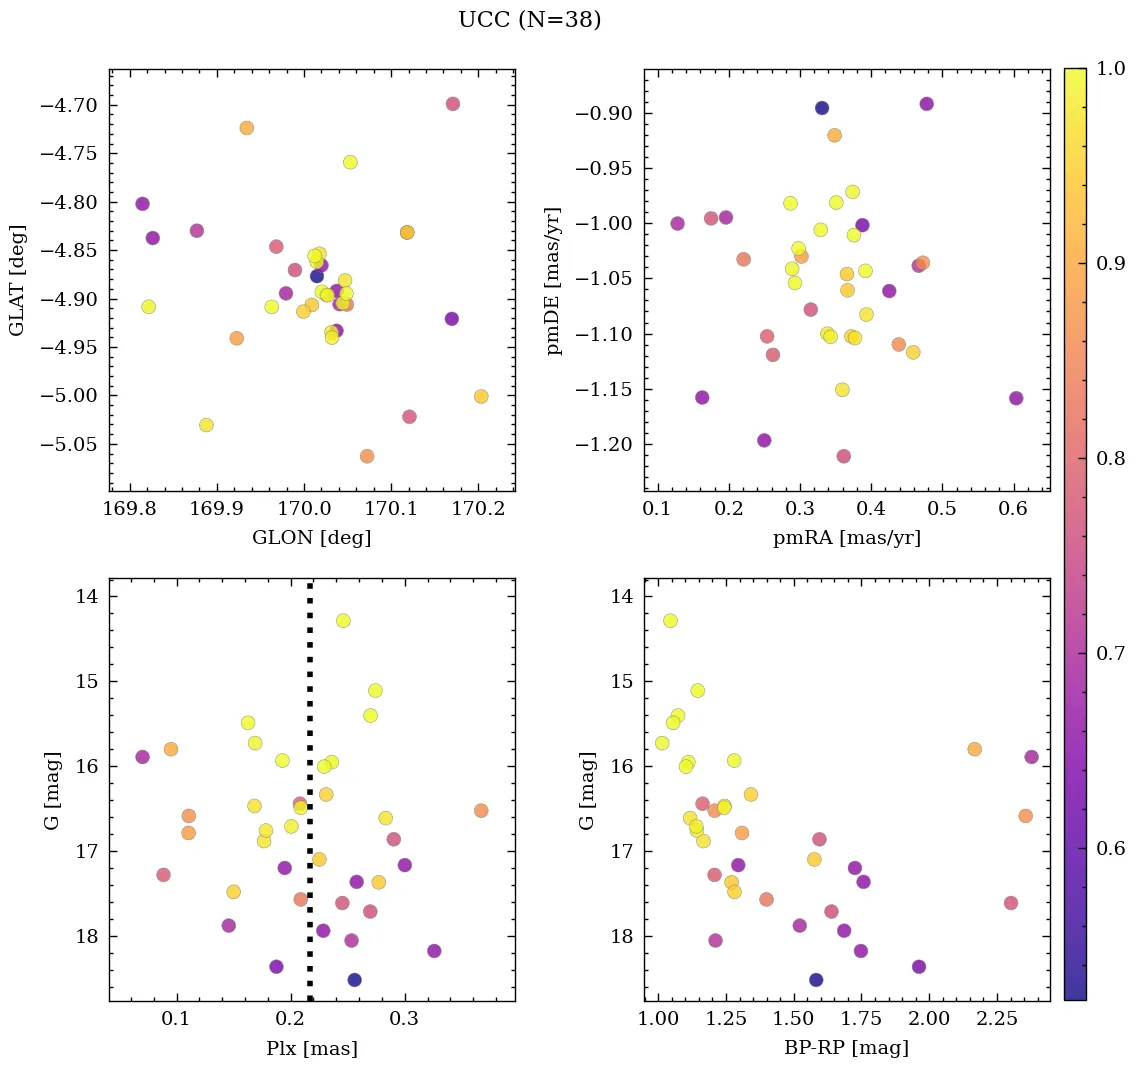 UCC (N=38)
−4.70
−4.75
−4.80
−4.85
−4.90
−4.95
−5.00
−5.05
GLAT [deg]
169.8 169.9 170.0 170.1 170.2
GLON [deg]
−0.90
−0.95
−1.00
−1.05
−1.10
−1.15
−1.20
pmDE [mas/yr]
0.1 0.2 0.3 0.4 0.5 0.6
pmRA [mas/yr]
14
15
16
17
18
G [mag]
0.1 0.2 0.3
Plx [mas]
14
15
16
17
18
G [mag]
1.00 1.25 1.50 1.75 2.00 2.25
BP-RP [mag]
1.0
0.9
0.8
0.7
0.6